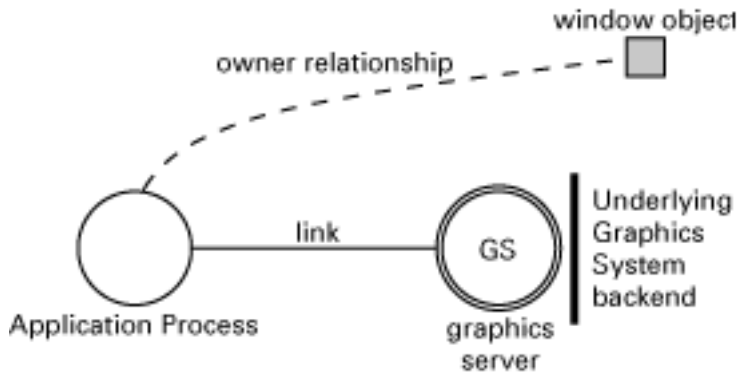 window object
owner relationship
link
GS
Underlying
Graphics
System
backend
Application Process
graphics
server